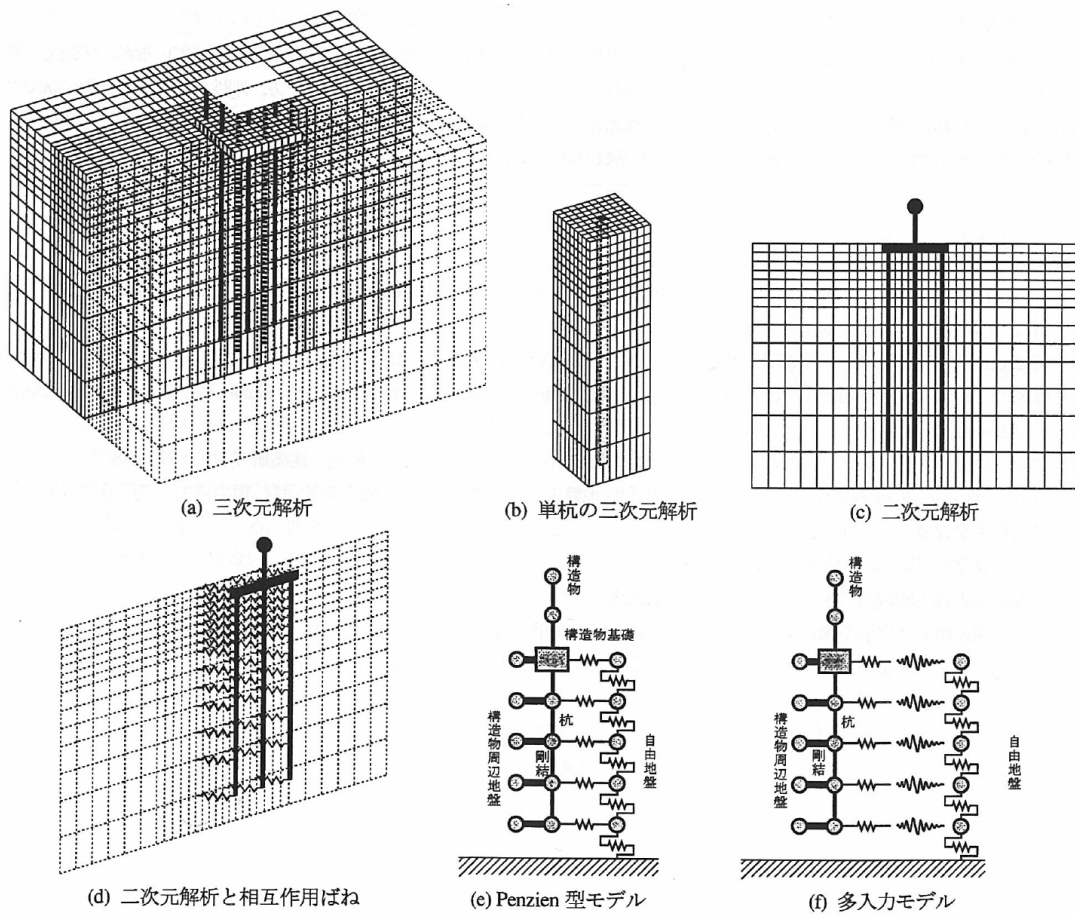 (a) 三次元解析
(b) 単杭の三次元解析
(c) 二次元解析
(d) 二次元解析と相互作用ばね
構造物
構造物基礎
杭
剛結
構造物周辺地盤
自由地盤
(e) Penzien 型モデル
構造物
杭
剛結
構造物周辺地盤
自由地盤
(f) 多入力モデル